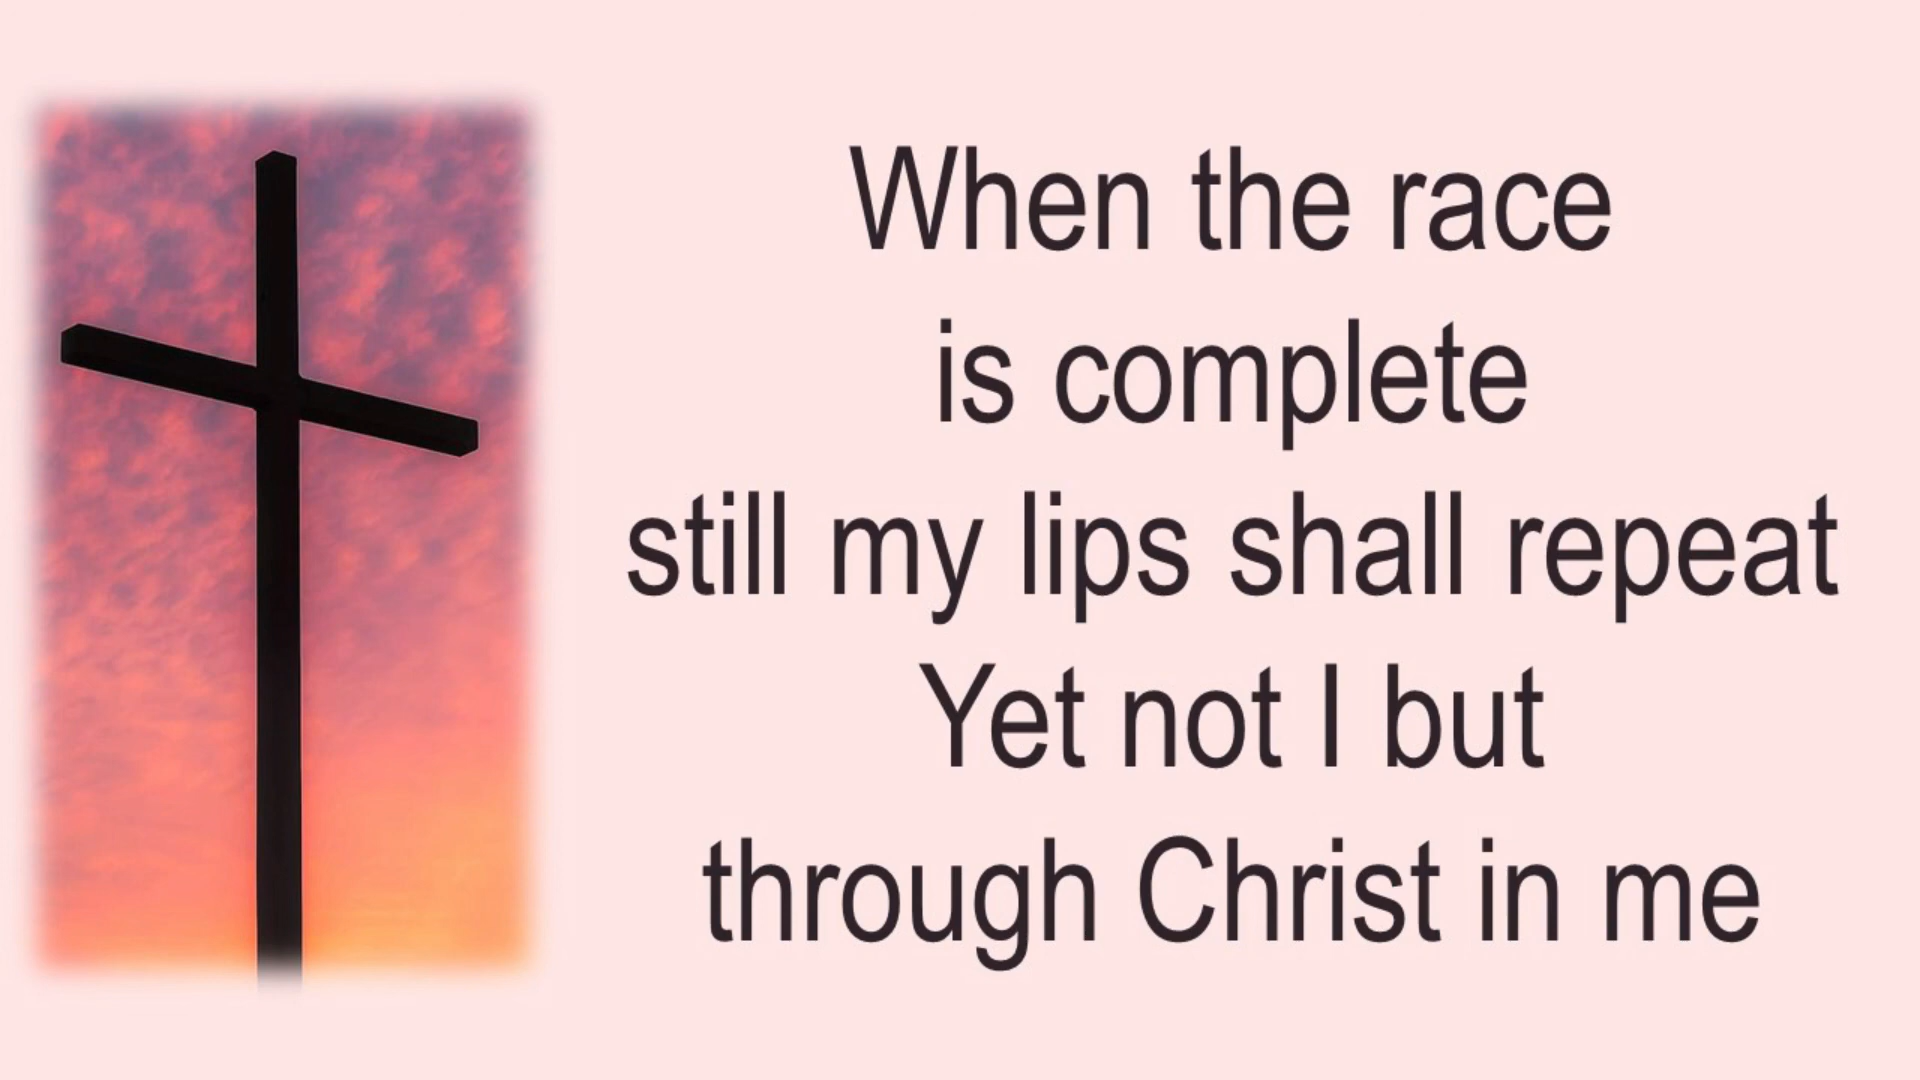 When the race
is complete
still my lips shall repeat
Yet not I but
through Christ in me